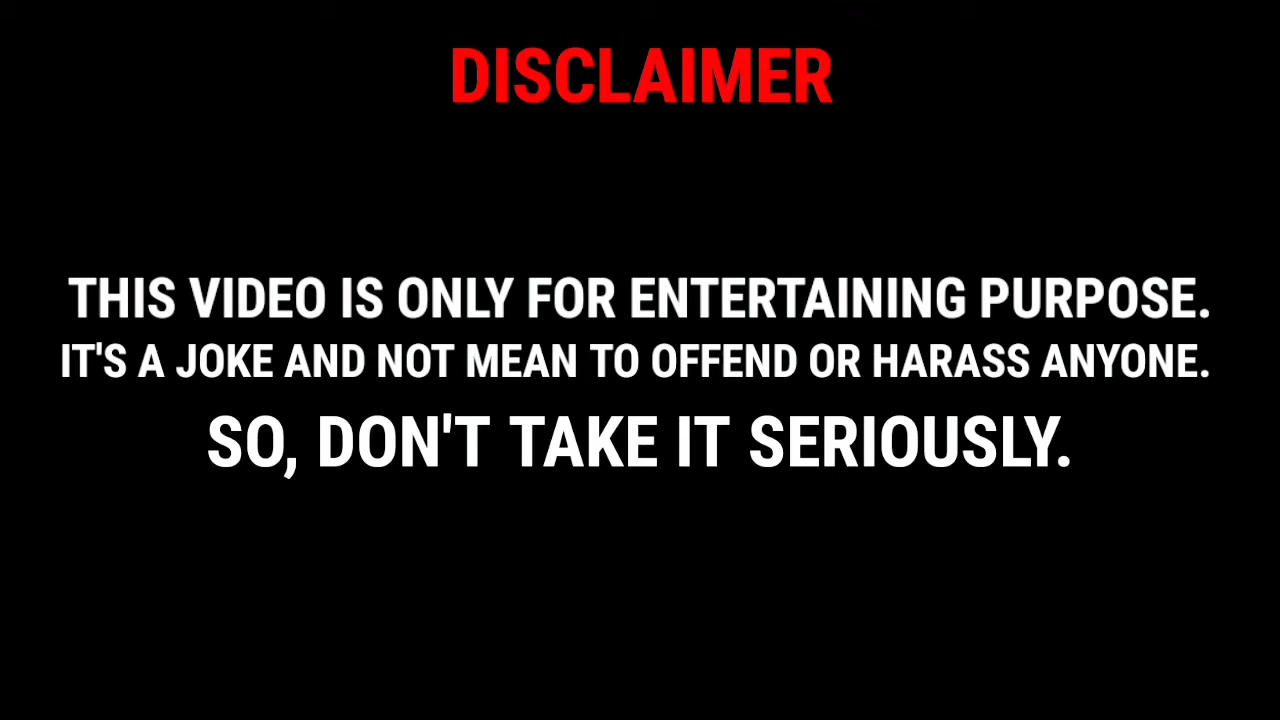 DISCLAIMER
THIS VIDEO IS ONLY FOR ENTERTAINING PURPOSE.
IT'S A JOKE AND NOT MEAN TO OFFEND OR HARASS ANYONE.
SO, DON'T TAKE IT SERIOUSLY.